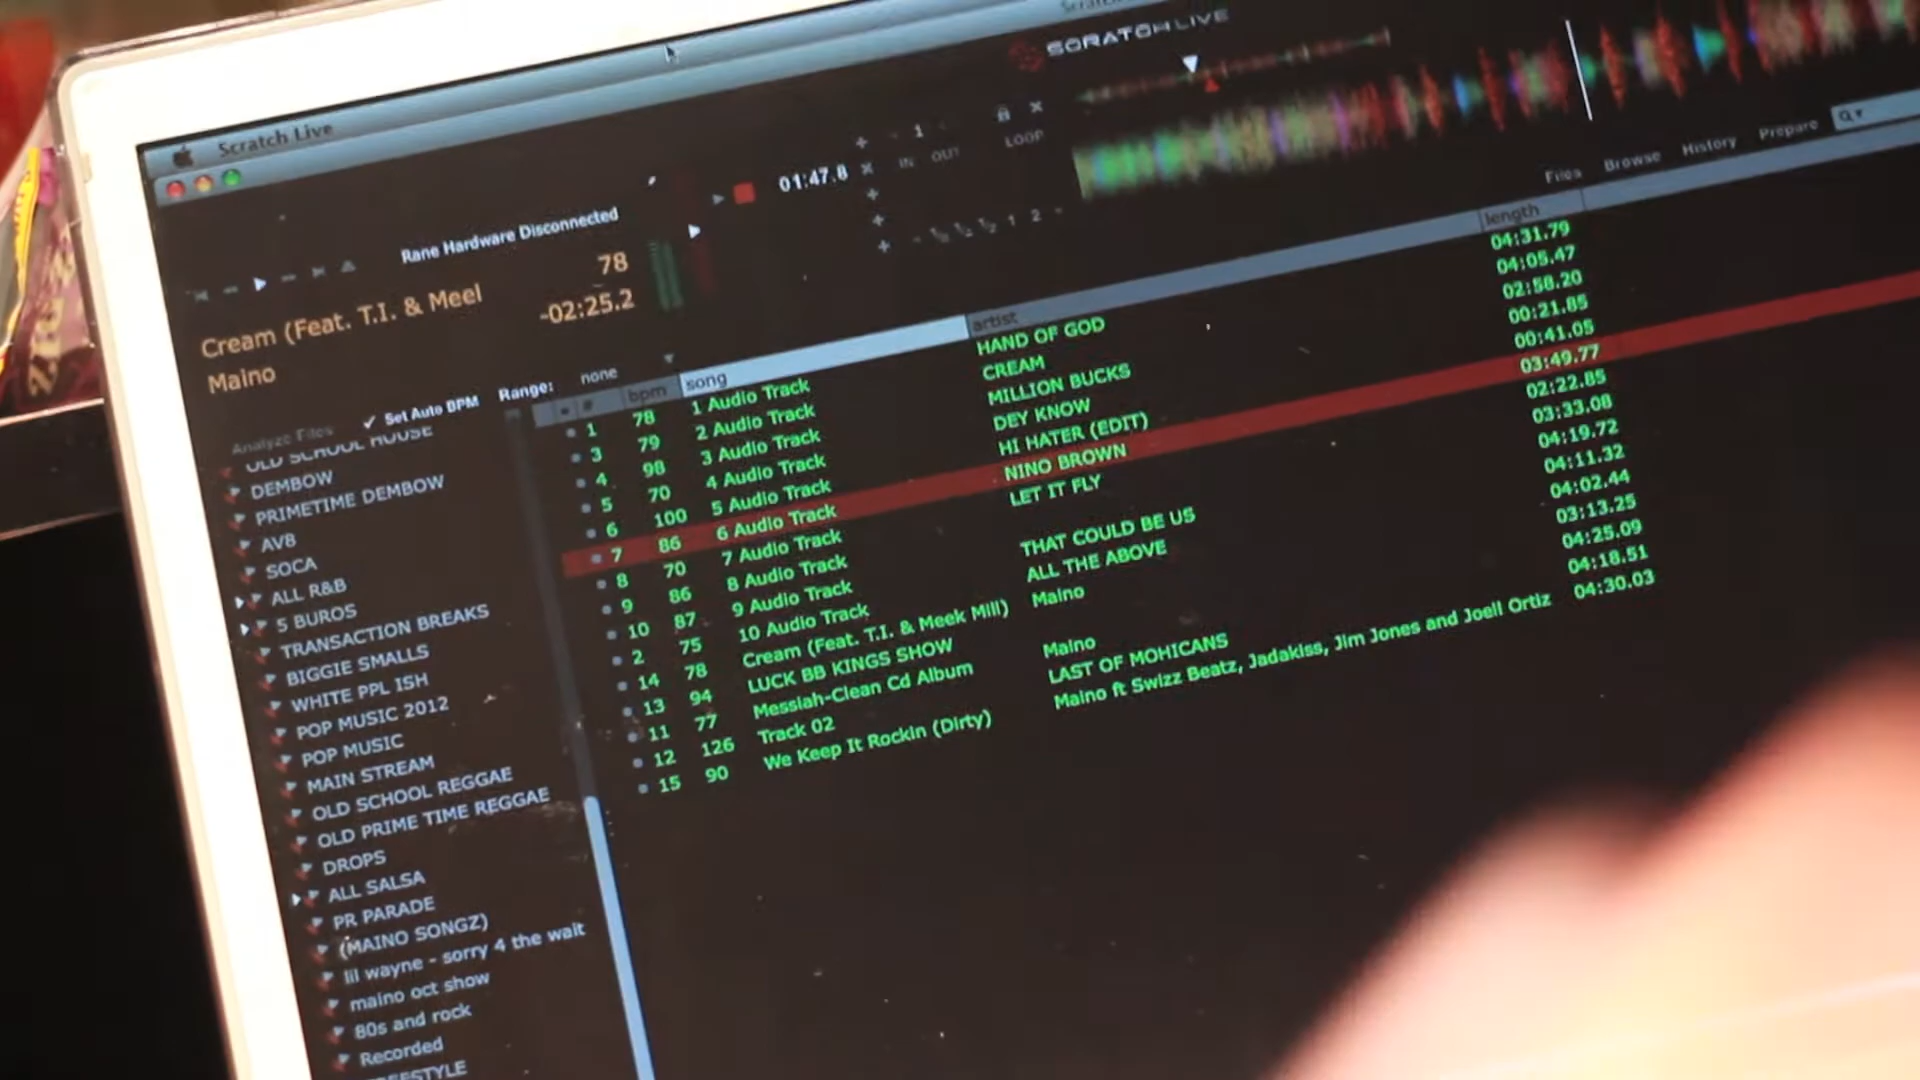 Scratch Live
SCRATCH LIVE
Rane Hardware Disconnected
01:47.8
1
IN OUT LOOP
1 2
78
Cream (Feat. T.I. & Meel
-02:25.2
Maino
Files Browse History Prepare
Analyze Files
✓ Set Auto BPM
Range: none
# bpm song artist length
1 78 1 Audio Track HAND OF GOD 04:31.79
3 79 2 Audio Track CREAM 04:05.47
4 98 3 Audio Track MILLION BUCKS 02:58.20
5 70 4 Audio Track DEY KNOW 00:21.85
6 100 5 Audio Track HI HATER (EDIT) 00:41.05
7 86 6 Audio Track NINO BROWN 03:49.77
8 70 7 Audio Track LET IT FLY 02:22.85
9 86 8 Audio Track 03:33.08
10 87 9 Audio Track THAT COULD BE US 04:19.72
2 75 10 Audio Track ALL THE ABOVE 04:11.32
14 78 Cream (Feat. T.I. & Meek Mill) Maino 04:02.44
13 94 LUCK BB KINGS SHOW 03:13.25
11 77 Messiah-Clean Cd Album Maino 04:25.09
12 126 Track 02 LAST OF MOHICANS 04:18.51
15 90 We Keep It Rockin (Dirty) Maino ft Swizz Beatz, Jadakiss, Jim Jones and Joell Ortiz 04:30.03
OLD SCHOOL HOUSE
DEMBOW
PRIMETIME DEMBOW
AV8
SOCA
ALL R&B
5 BUROS
TRANSACTION BREAKS
BIGGIE SMALLS
WHITE PPL ISH
POP MUSIC 2012
POP MUSIC
MAIN STREAM
OLD SCHOOL REGGAE
OLD PRIME TIME REGGAE
DROPS
ALL SALSA
PR PARADE
(MAINO SONGZ)
lil wayne - sorry 4 the wait
maino oct show
80s and rock
Recorded